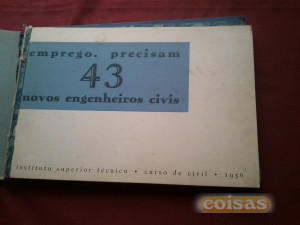 emprego. precisam
43
novos engenheiros civis
instituto superior técnico • curso de civil • 1956
coisas